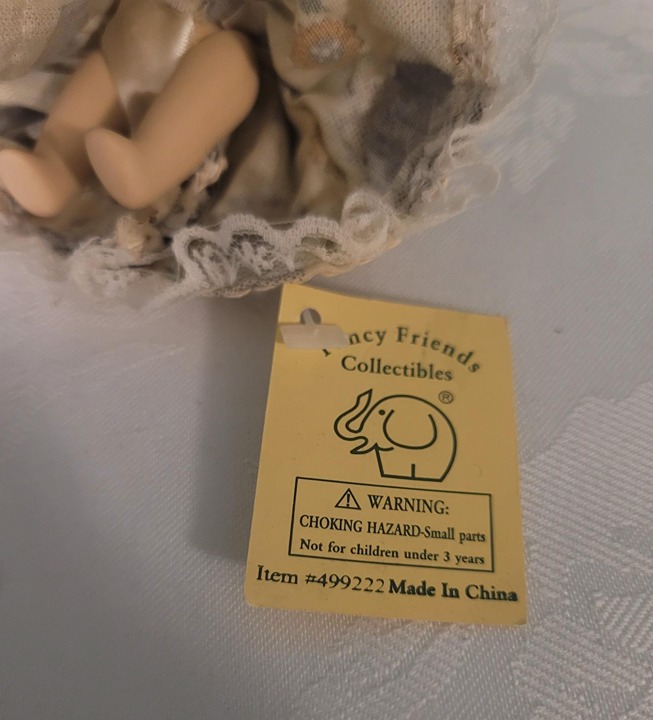 Friends
Collectibles
®
WARNING:
CHOKING HAZARD-Small parts
Not for children under 3 years
Item #499222 Made In China